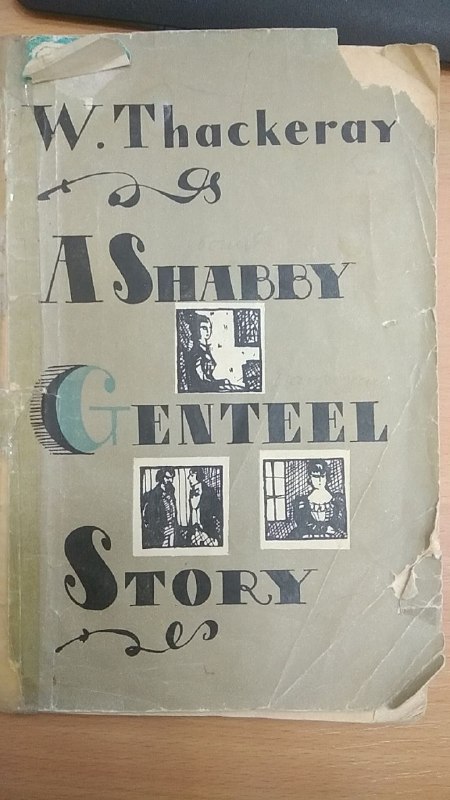 W. Thackeray
A SHABBY
GENTEEL
STORY